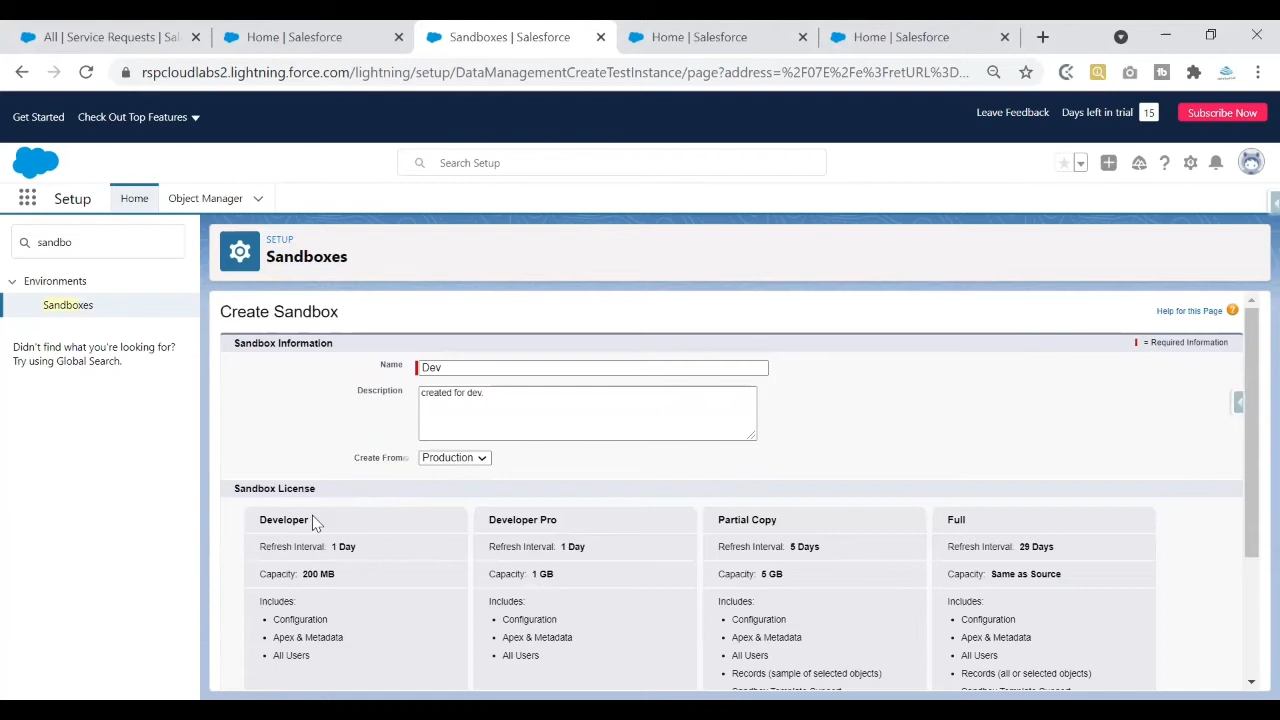 All | Service Requests | Sal
Home | Salesforce
Sandboxes | Salesforce
Home | Salesforce
Home | Salesforce
rspcloudlabs2.lightning.force.com/lightning/setup/DataManagementCreateTestInstance/page?address=%2F07E%2Fe%3FretURL%3D...
Get Started
Check Out Top Features
Leave Feedback
Days left in trial
15
Subscribe Now
Search Setup
Setup
Home
Object Manager
sandbo
Environments
Sandboxes
Didn't find what you're looking for?
Try using Global Search.
SETUP
Sandboxes
Create Sandbox
Help for this Page
Sandbox Information
= Required Information
Name
Dev
Description
created for dev.
Create From
Production
Sandbox License
Developer
Refresh Interval: 1 Day
Capacity: 200 MB
Includes:
• Configuration
• Apex & Metadata
• All Users
Developer Pro
Refresh Interval: 1 Day
Capacity: 1 GB
Includes:
• Configuration
• Apex & Metadata
• All Users
Partial Copy
Refresh Interval: 5 Days
Capacity: 5 GB
Includes:
• Configuration
• Apex & Metadata
• All Users
• Records (sample of selected objects)
Full
Refresh Interval: 29 Days
Capacity: Same as Source
Includes:
• Configuration
• Apex & Metadata
• All Users
• Records (all or selected objects)